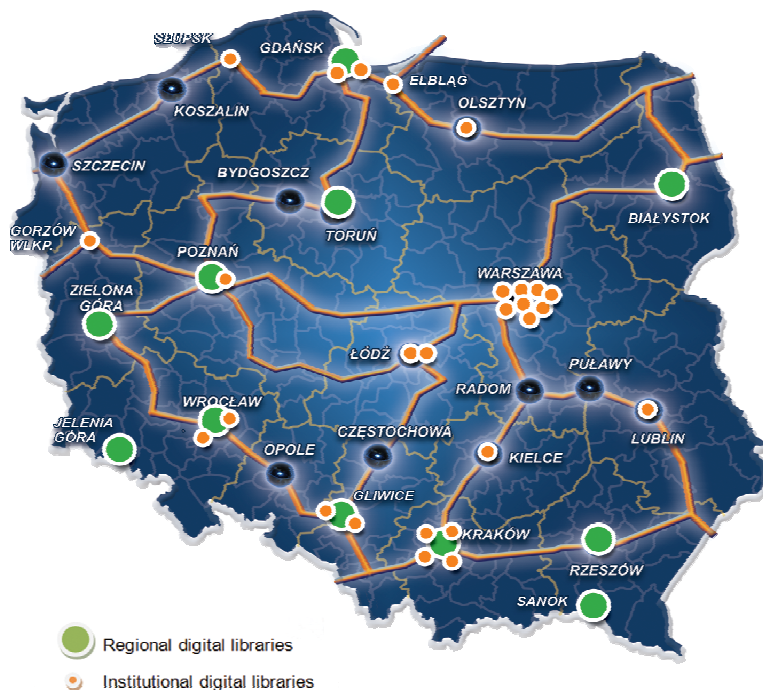 SŁUPSK
GDAŃSK
ELBLĄG
OLSZTYN
KOSZALIN
SZCZECIN
BYDGOSZCZ
TORUŃ
BIAŁYSTOK
GORZÓW
WLKP.
POZNAŃ
WARSZAWA
ZIELONA
GÓRA
ŁÓDŹ
RADOM
PUŁAWY
WROCŁAW
JELENIA
GÓRA
CZĘSTOCHOWA
LUBLIN
OPOLE
KIELCE
GLIWICE
KRAKÓW
RZESZÓW
SANOK
Regional digital libraries
Institutional digital libraries